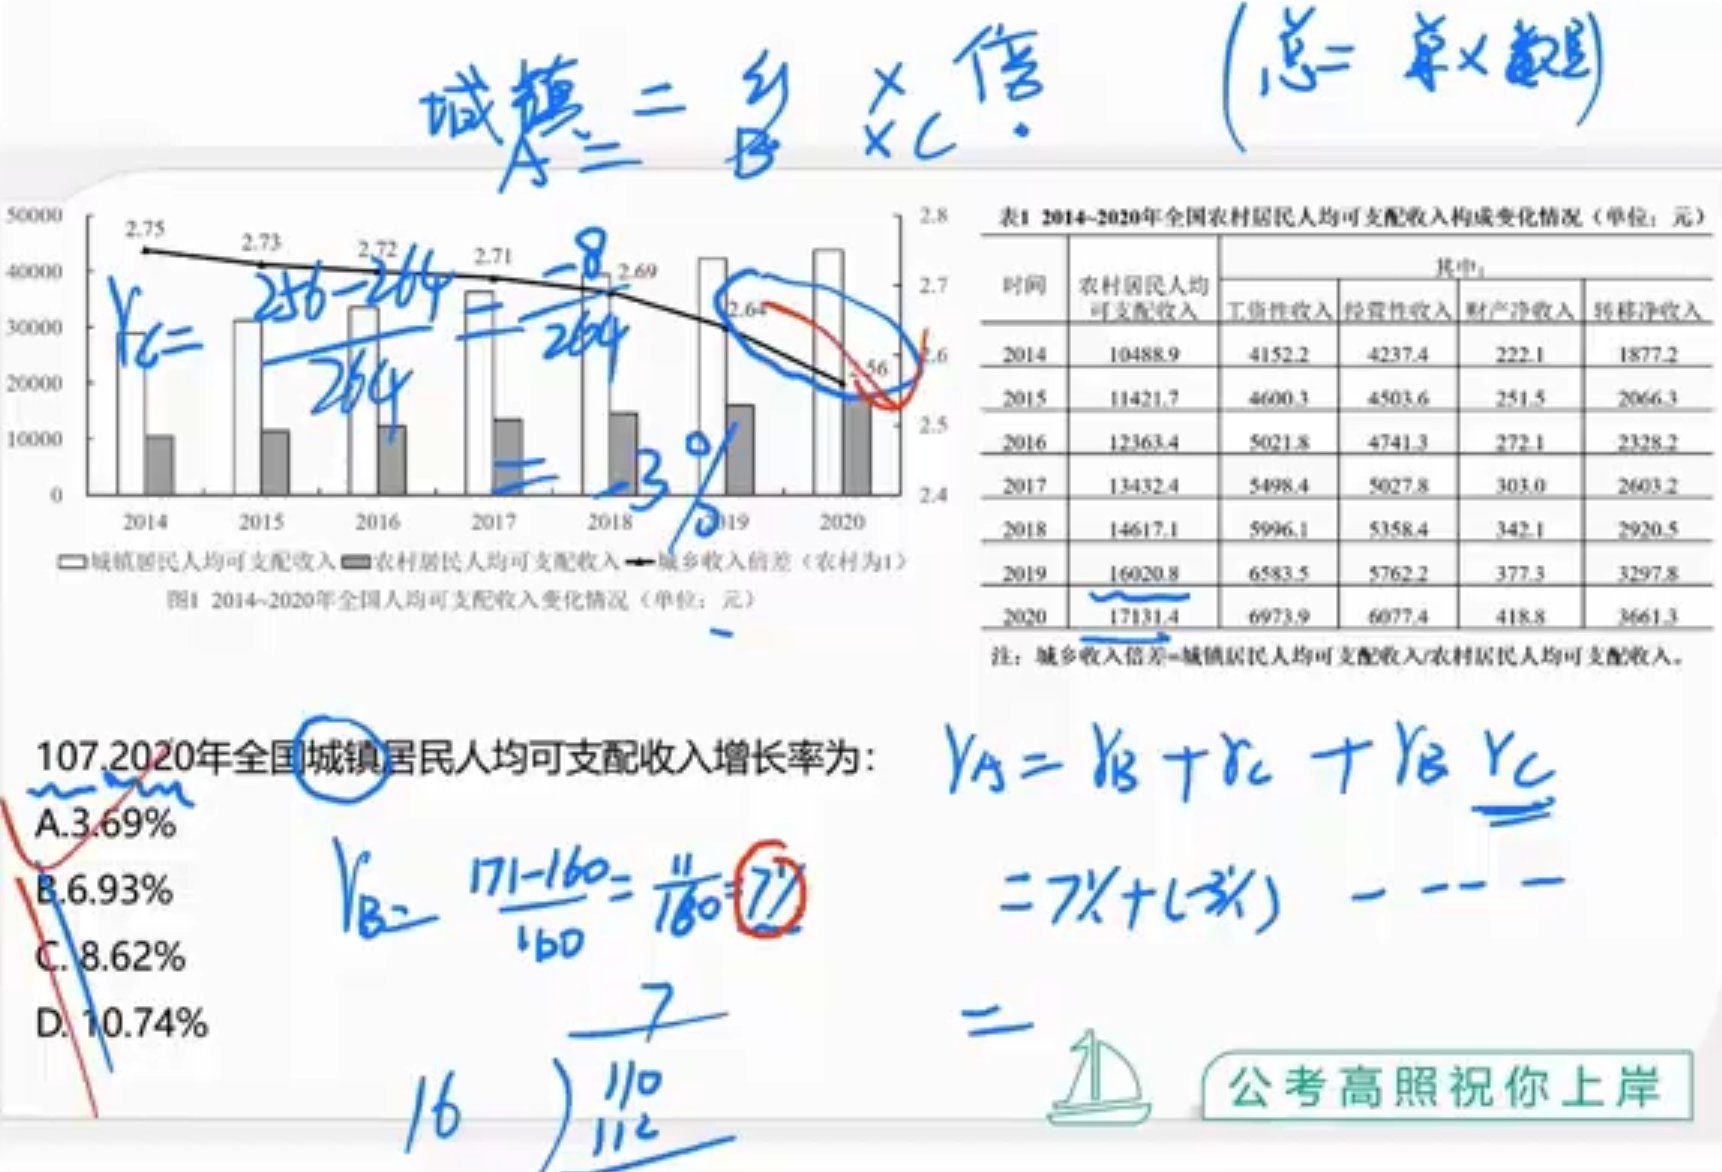 城镇 = 乡 × 倍
(总= 单×数量)
A = B × C
50000
40000
30000
20000
10000
0
2.8
2.7
2.6
2.5
2.4
2.75
2.73
2.72
2.71
2.69
2.64
2.56
rC= 256-264 / 264 = -8 / 264
= -3%
2014 2015 2016 2017 2018 2019 2020
城镇居民人均可支配收入 农村居民人均可支配收入 城乡收入倍差（农村为1）
图1 2014~2020年全国人均可支配收入变化情况（单位：元）
表1 2014~2020年全国农村居民人均可支配收入构成变化情况（单位：元）
时间 农村居民人均可支配收入 其中：
工资性收入 经营性收入 财产净收入 转移净收入
2014 10488.9 4152.2 4237.4 222.1 1877.2
2015 11421.7 4600.3 4503.6 251.5 2066.3
2016 12363.4 5021.8 4741.3 272.1 2328.2
2017 13432.4 5498.4 5027.8 303.0 2603.2
2018 14617.1 5996.1 5358.4 342.1 2920.5
2019 16020.8 6583.5 5762.2 377.3 3297.8
2020 17131.4 6973.9 6077.4 418.8 3661.3
注：城乡收入倍差=城镇居民人均可支配收入/农村居民人均可支配收入。
107.2020年全国城镇居民人均可支配收入增长率为：
A.3.69%
B.6.93%
C. 8.62%
D. 10.74%
rB= 171-160 / 160 = 11 / 160 = 7%
7
16 ) 110
112
rA = rB + rC + rB rC
= 7% + (-3%) - - - -
=
公考高照祝你上岸